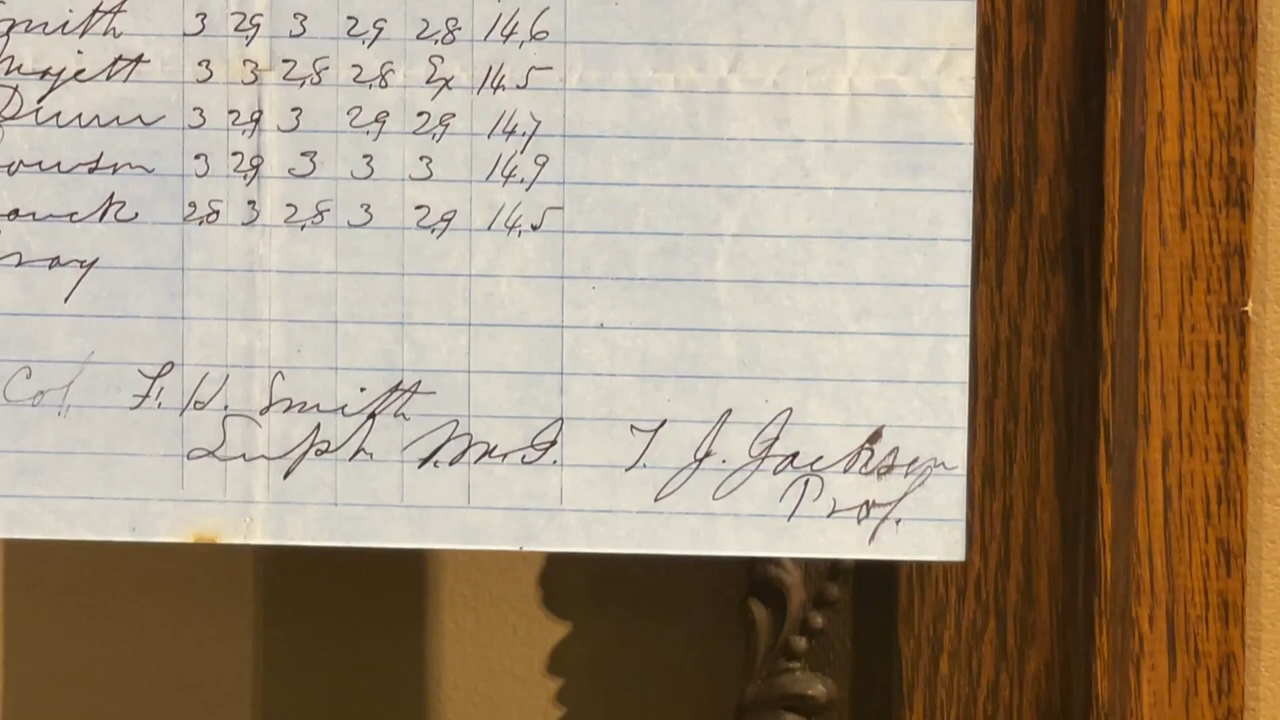 mith 3 2.9 3 2.9 2.8 14.6
3 3 2.8 2.8 Ex 14.5
Dunn 3 2.9 3 2.9 2.9 14.7
3 2.9 3 3 3 14.9
2.8 3 2.8 3 2.9 14.5
ray
Col. F. H. Smith
Supt. V.M.I. T. J. Jackson
Prof.